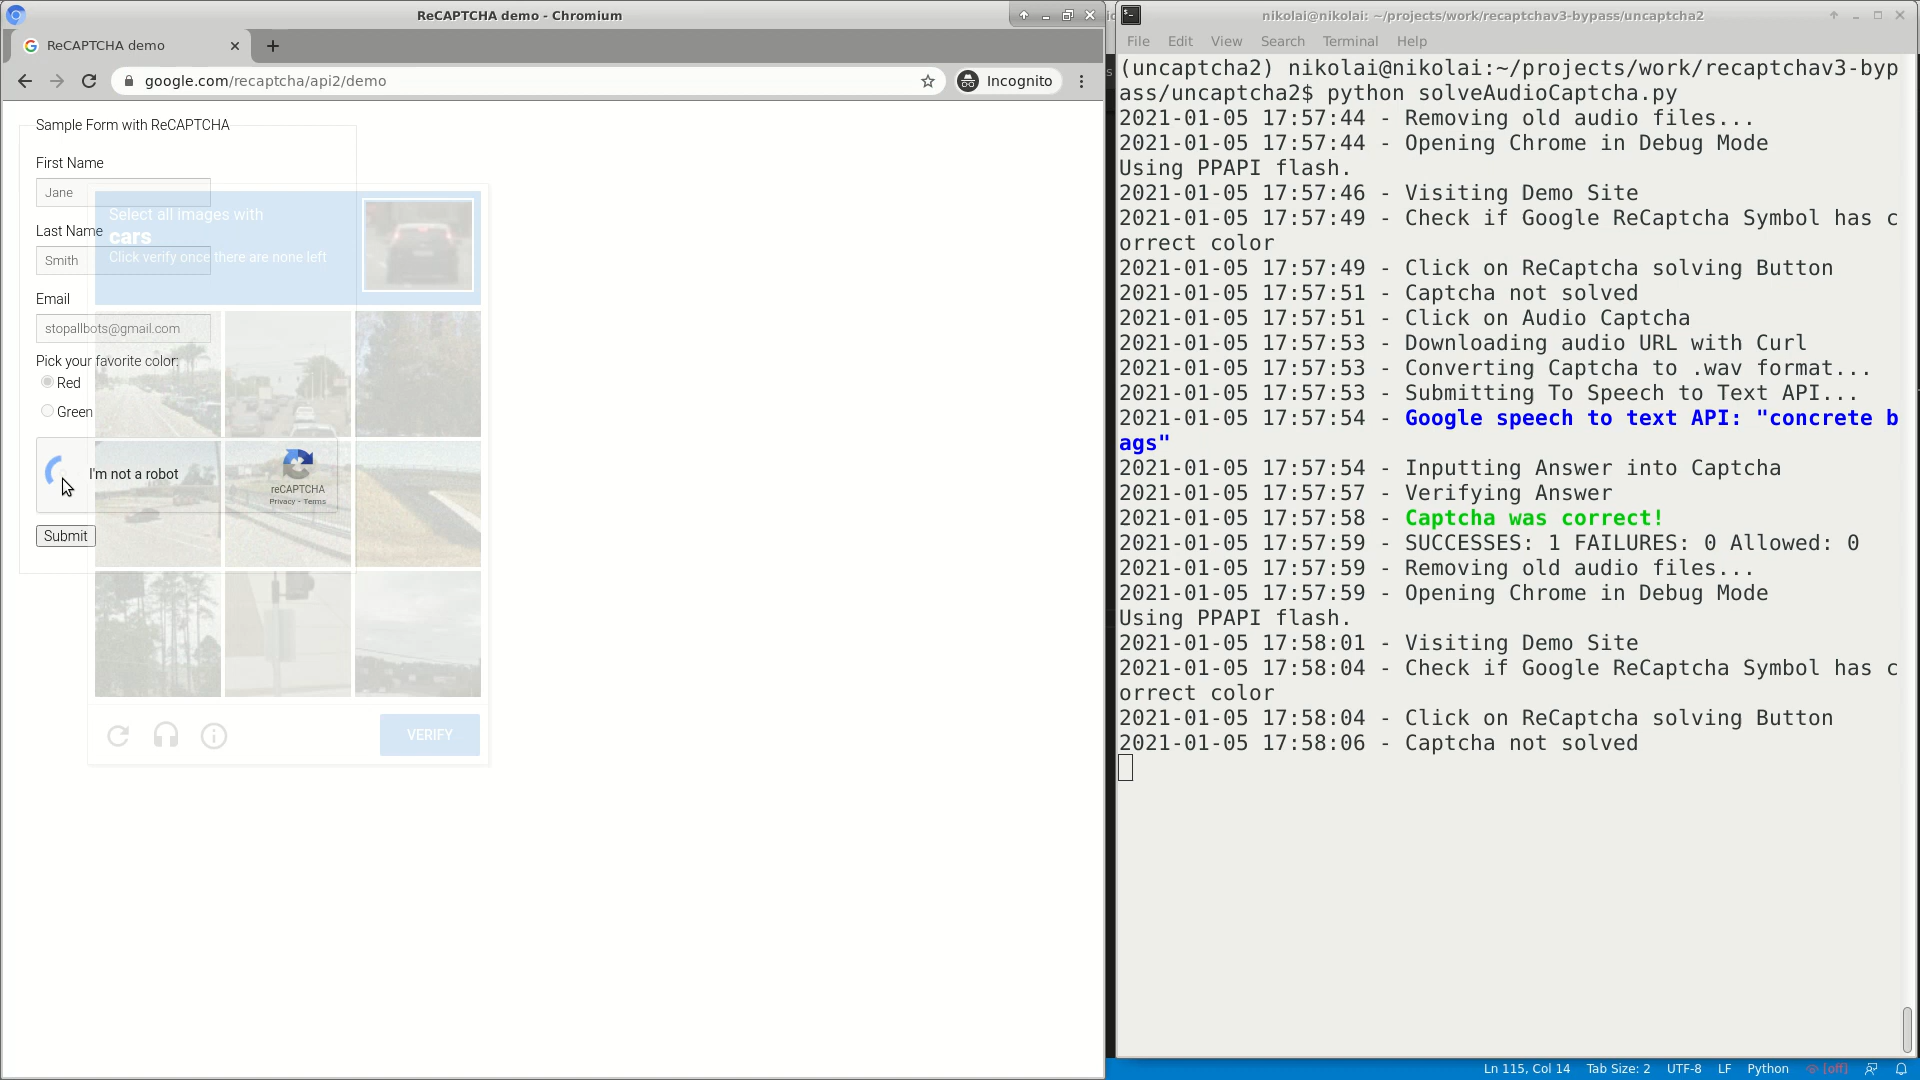 ReCAPTCHA demo - Chromium
ReCAPTCHA demo
google.com/recaptcha/api2/demo
Incognito
Sample Form with ReCAPTCHA
First Name
Jane
Last Name
Smith
Email
stopallbots@gmail.com
Pick your favorite color:
Red
Green
I'm not a robot
reCAPTCHA
Privacy - Terms
Submit
Select all images with
cars
Click verify once there are none left
VERIFY
nikolai@nikolai: ~/projects/work/recaptchav3-bypass/uncaptcha2
File Edit View Search Terminal Help
(uncaptcha2) nikolai@nikolai:~/projects/work/recaptchav3-byp
ass/uncaptcha2$ python solveAudioCaptcha.py
2021-01-05 17:57:44 - Removing old audio files...
2021-01-05 17:57:44 - Opening Chrome in Debug Mode
Using PPAPI flash.
2021-01-05 17:57:46 - Visiting Demo Site
2021-01-05 17:57:49 - Check if Google ReCaptcha Symbol has c
orrect color
2021-01-05 17:57:49 - Click on ReCaptcha solving Button
2021-01-05 17:57:51 - Captcha not solved
2021-01-05 17:57:51 - Click on Audio Captcha
2021-01-05 17:57:53 - Downloading audio URL with Curl
2021-01-05 17:57:53 - Converting Captcha to .wav format...
2021-01-05 17:57:53 - Submitting To Speech to Text API...
2021-01-05 17:57:54 - Google speech to text API: "concrete b
ags"
2021-01-05 17:57:54 - Inputting Answer into Captcha
2021-01-05 17:57:57 - Verifying Answer
2021-01-05 17:57:58 - Captcha was correct!
2021-01-05 17:57:59 - SUCCESSES: 1 FAILURES: 0 Allowed: 0
2021-01-05 17:57:59 - Removing old audio files...
2021-01-05 17:57:59 - Opening Chrome in Debug Mode
Using PPAPI flash.
2021-01-05 17:58:01 - Visiting Demo Site
2021-01-05 17:58:04 - Check if Google ReCaptcha Symbol has c
orrect color
2021-01-05 17:58:04 - Click on ReCaptcha solving Button
2021-01-05 17:58:06 - Captcha not solved
Ln 115, Col 14 Tab Size: 2 UTF-8 LF Python [off]